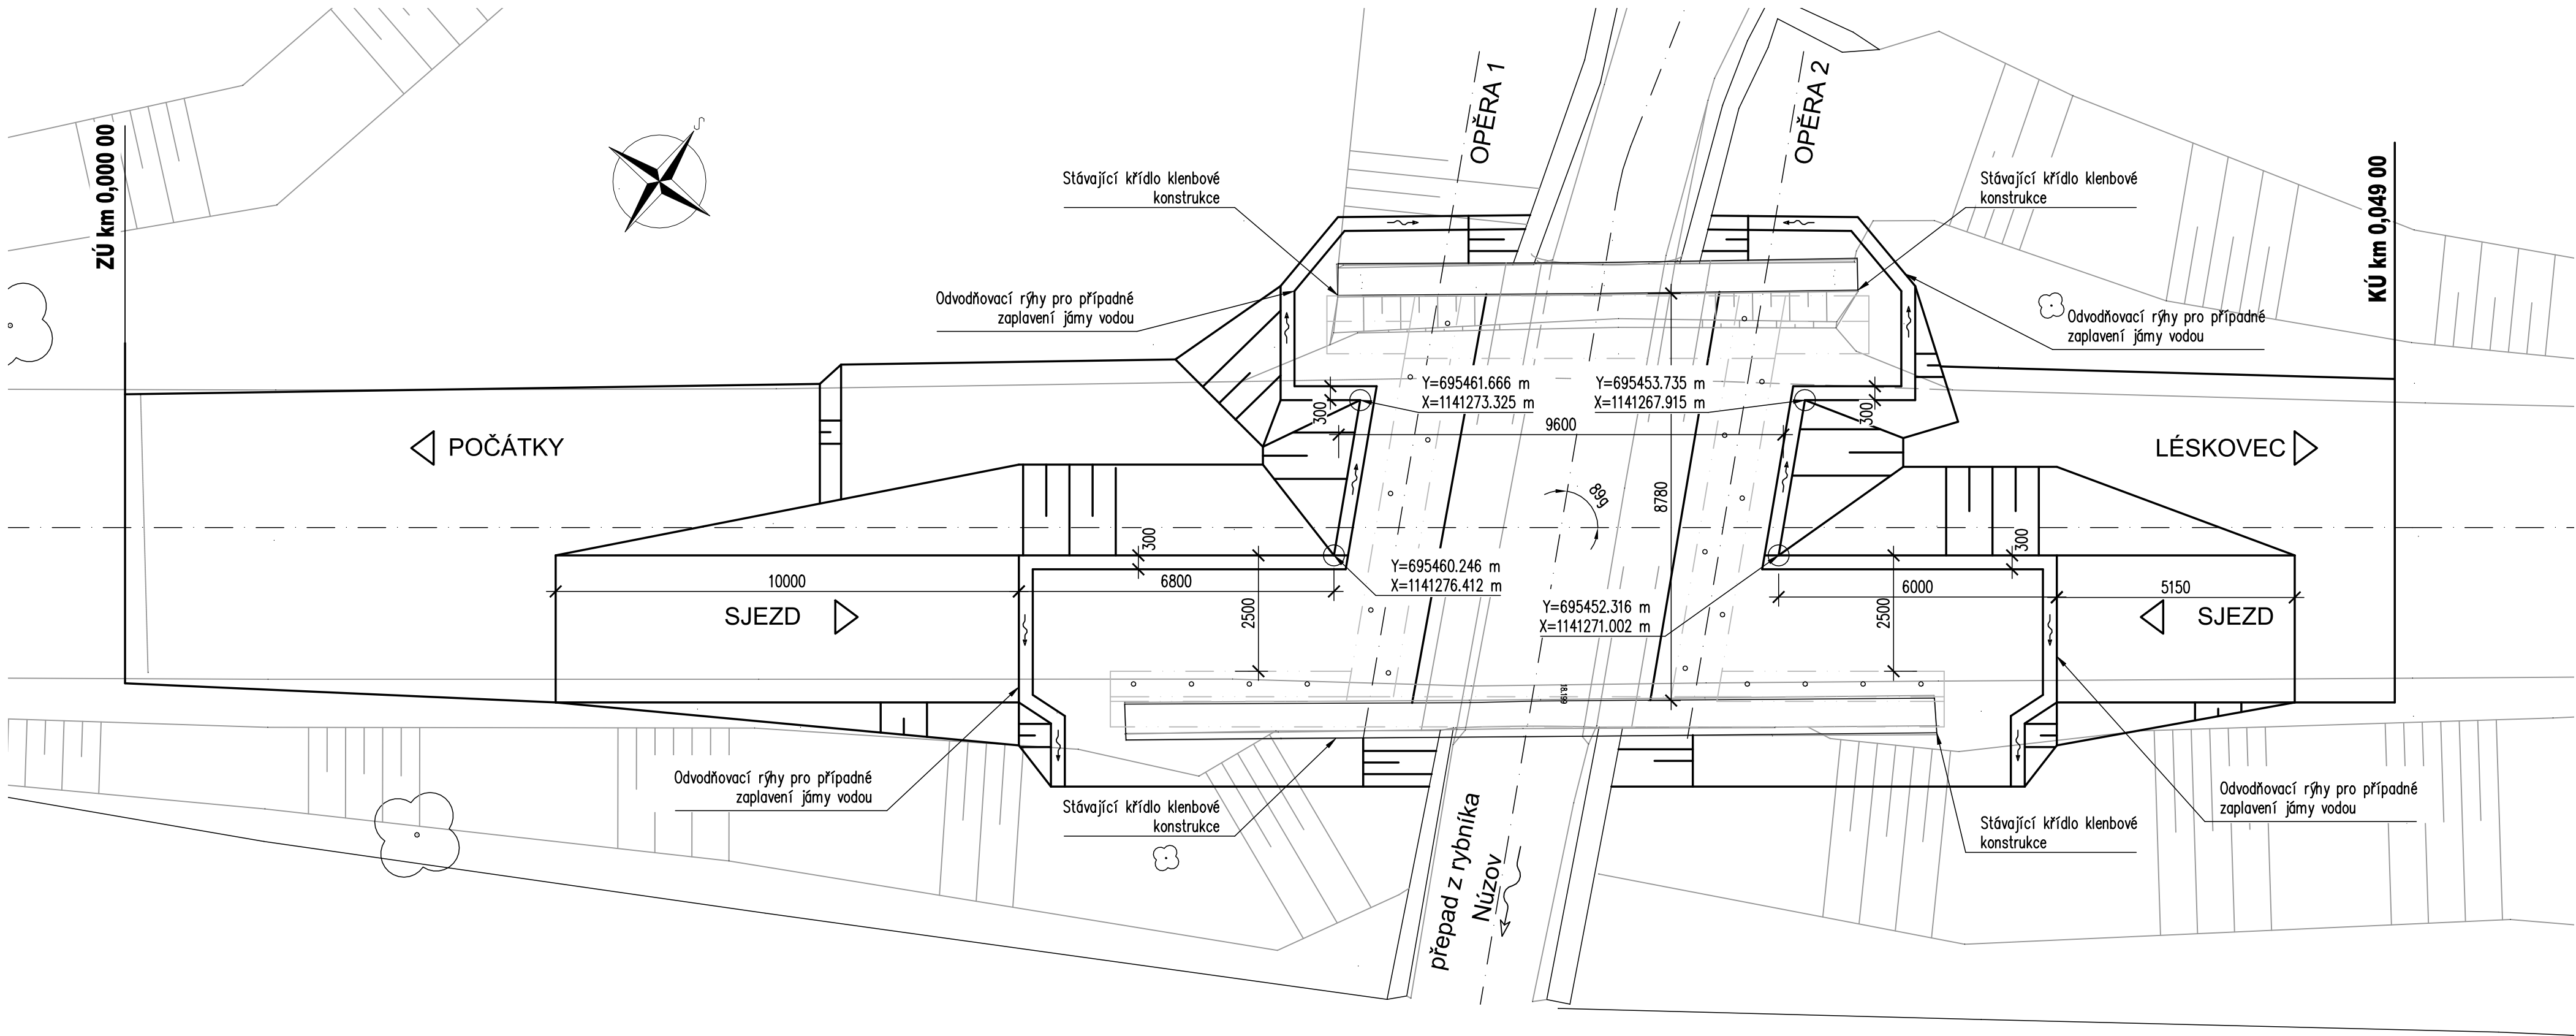 ZÚ km 0,000 00
S
OPĚRA 1
OPĚRA 2
KÚ km 0,049 00
Stávající křídlo klenbové
konstrukce
Stávající křídlo klenbové
konstrukce
Odvodňovací rýhy pro případné
zaplavení jámy vodou
Odvodňovací rýhy pro případné
zaplavení jámy vodou
Y=695461.666 m
X=1141273.325 m
Y=695453.735 m
X=1141267.915 m
300
300
9600
POČÁTKY
LÉSKOVEC
89g
8780
300
300
Y=695460.246 m
X=1141276.412 m
10000
6800
6000
5150
2500
2500
Y=695452.316 m
X=1141271.002 m
SJEZD
SJEZD
18.199
Odvodňovací rýhy pro případné
zaplavení jámy vodou
Stávající křídlo klenbové
konstrukce
přepad z rybníka
Núzov
Stávající křídlo klenbové
konstrukce
Odvodňovací rýhy pro případné
zaplavení jámy vodou